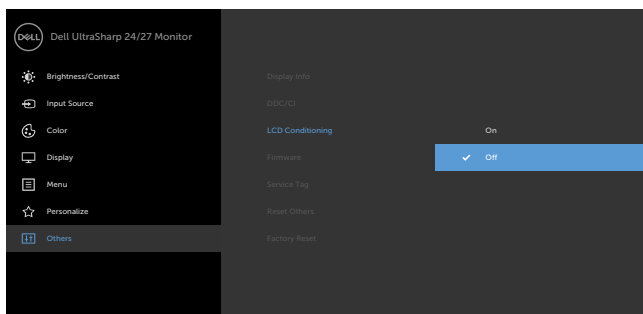 DELL Dell UltraSharp 24/27 Monitor
Brightness/Contrast Display Info
Input Source DDC/CI
Color LCD Conditioning On
Display Firmware Off
Menu Service Tag
Personalize Reset Others
Others Factory Reset